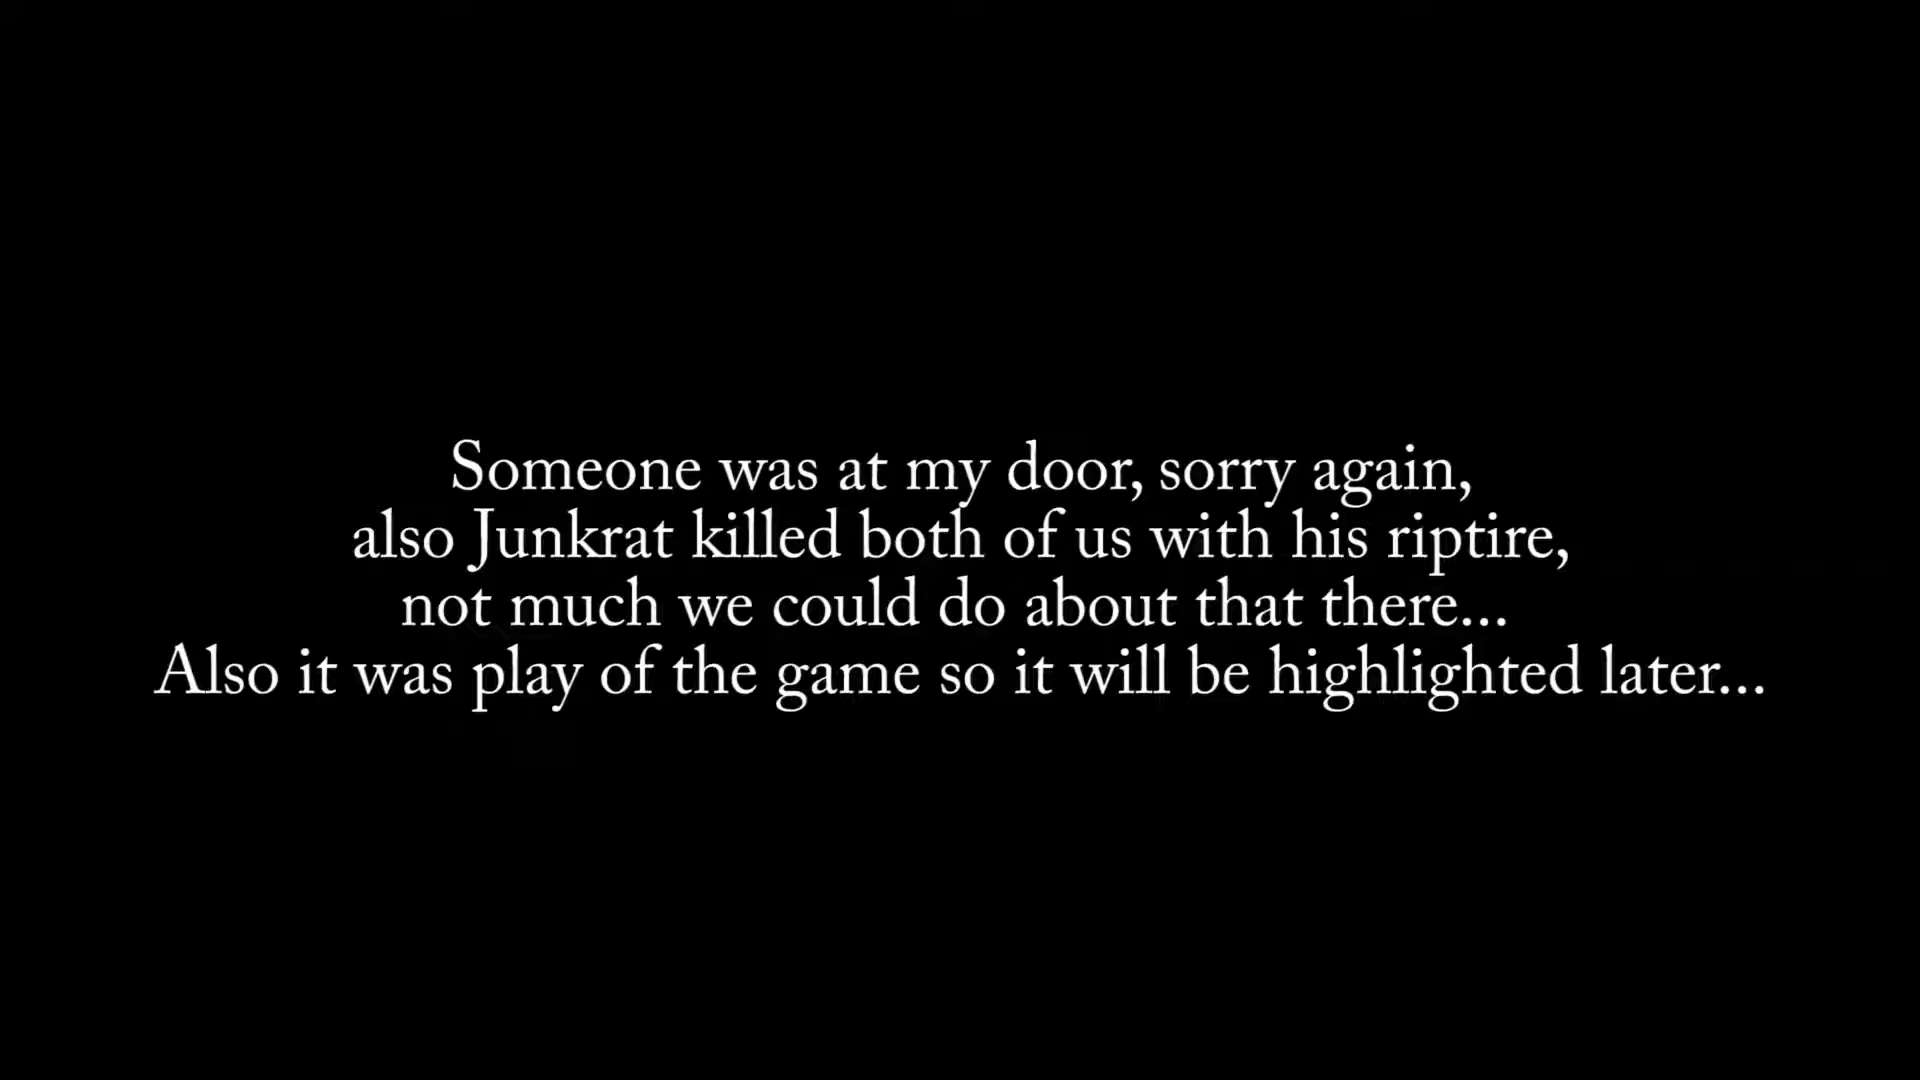 Someone was at my door, sorry again,
also Junkrat killed both of us with his riptire,
not much we could do about that there...
Also it was play of the game so it will be highlighted later...